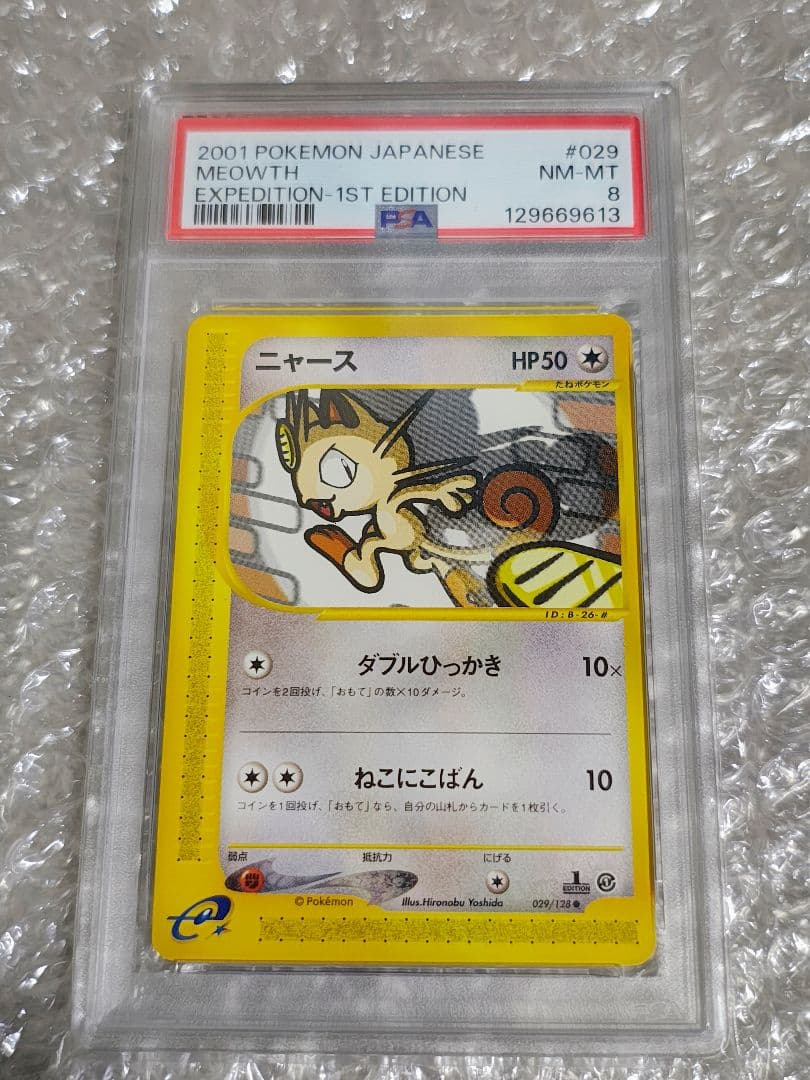 2001 POKEMON JAPANESE #029
MEOWTH NM-MT
EXPEDITION-1ST EDITION 8
PSA 129669613
ニャース HP50
たねポケモン
ID:B-26-#
ダブルひっかき 10×
コインを2回投げ、「おもて」の数×10ダメージ。
ねこにこばん 10
コインを1回投げ、「おもて」なら、自分の山札からカードを1枚引く。
弱点 抵抗力 にげる
1
EDITION
©Pokémon Illus.Hironobu Yoshida 029/128 ●
e